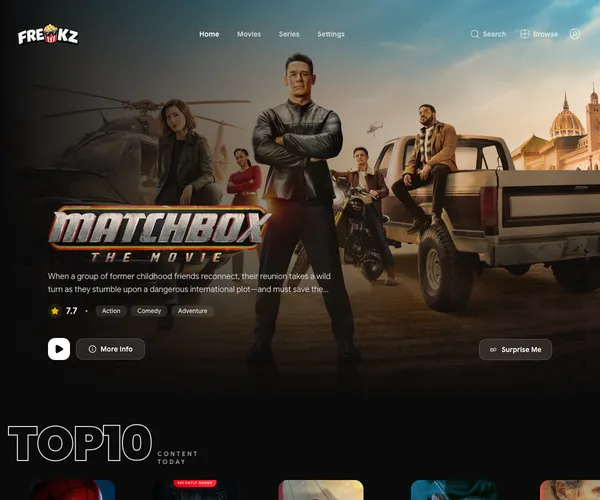 FREAKZ
Home
Movies
Series
Settings
Search
Browse
MATCHBOX
THE MOVIE
When a group of former childhood friends reconnect, their reunion takes a wild
turn as they stumble upon a dangerous international plot—and must save the...
7.7
Action
Comedy
Adventure
More Info
Surprise Me
TOP10
CONTENT
TODAY
RECENTLY ADDED